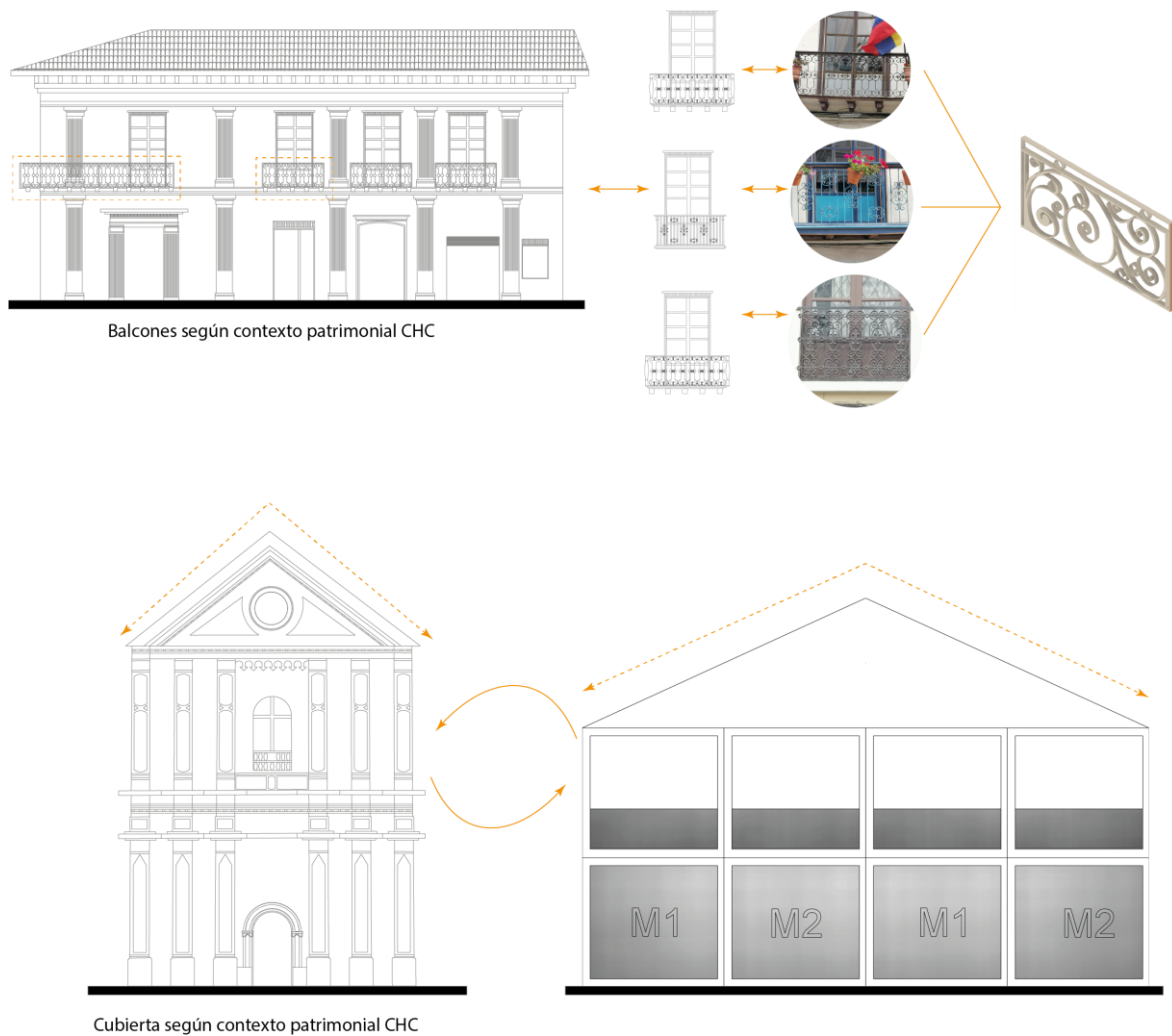 Balcones según contexto patrimonial CHC
M1
M2
M1
M2
Cubierta según contexto patrimonial CHC